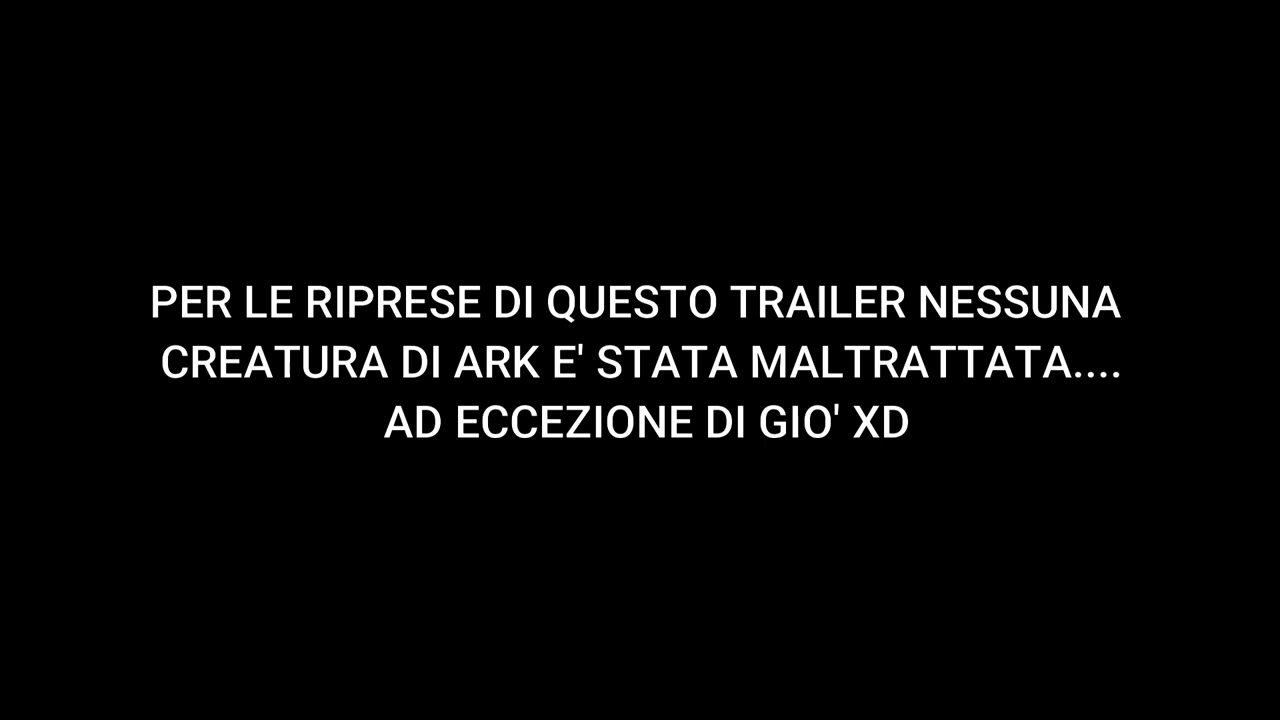 PER LE RIPRESE DI QUESTO TRAILER NESSUNA
CREATURA DI ARK E' STATA MALTRATTATA....
AD ECCEZIONE DI GIO' XD